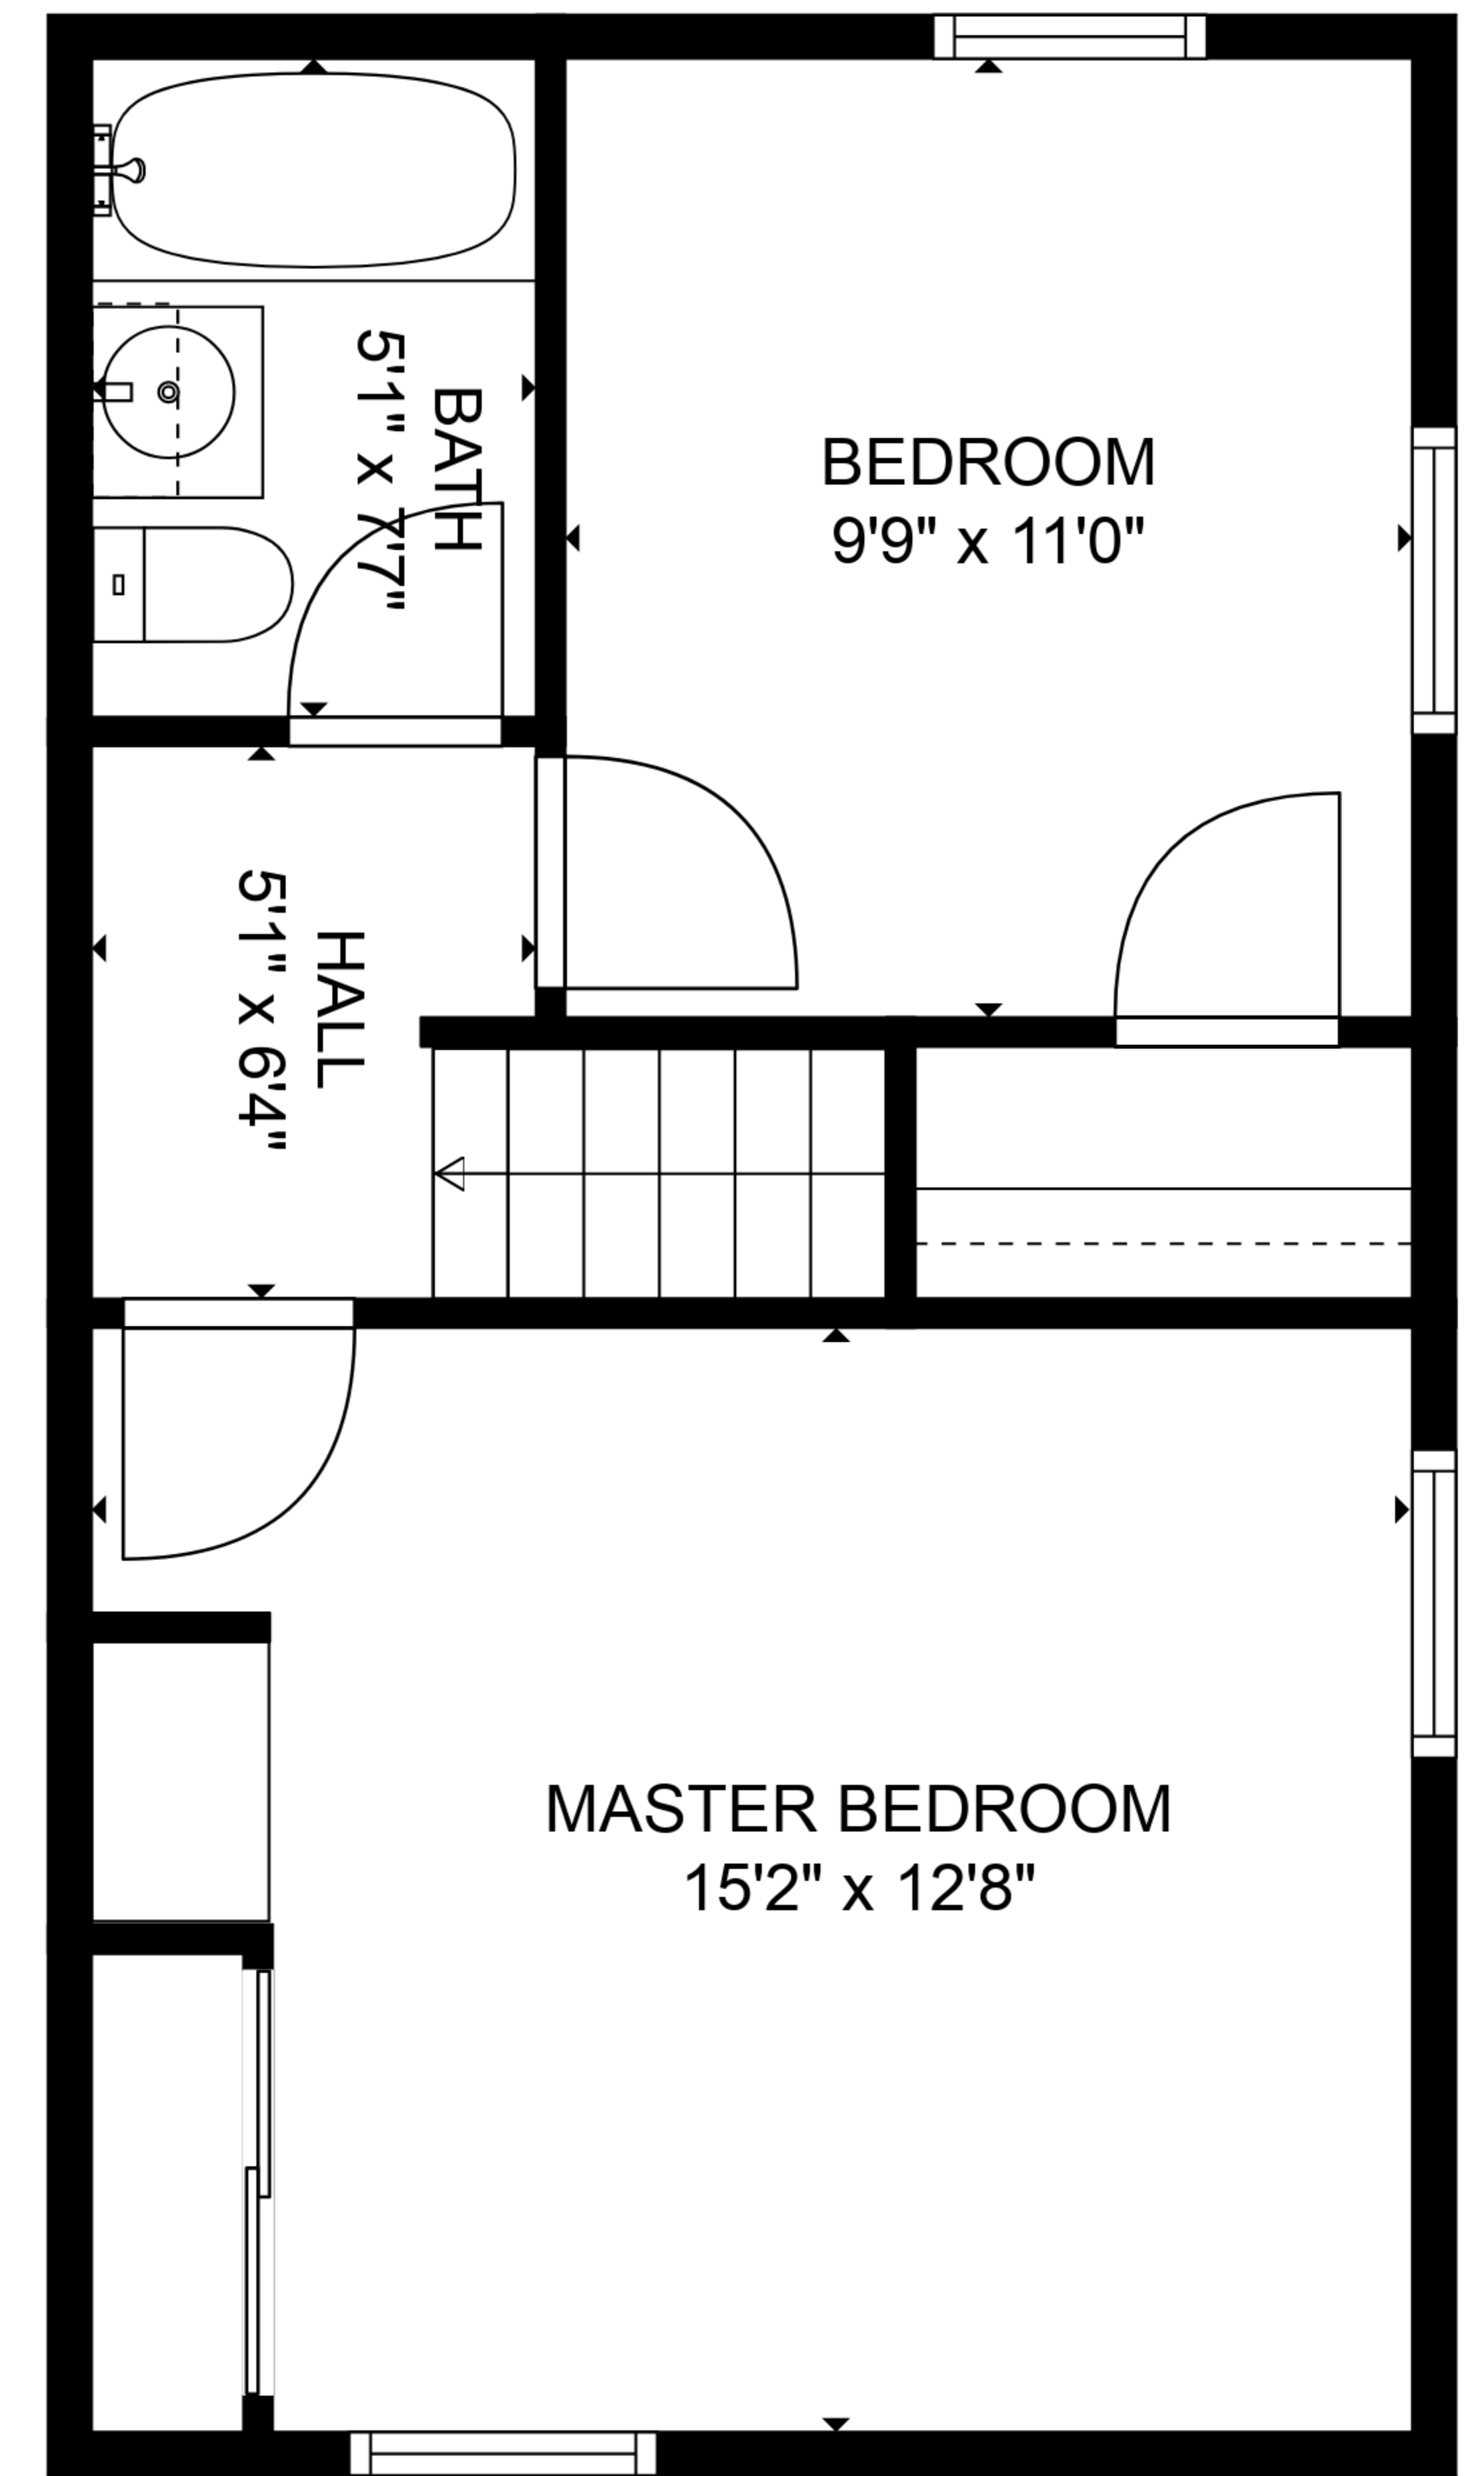 BATH
5'1" x 7'7"
BEDROOM
9'9" x 11'0"
HALL
5'1" x 6'4"
MASTER BEDROOM
15'2" x 12'8"